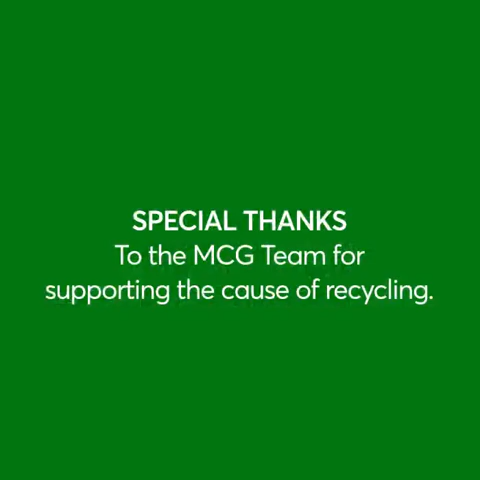 SPECIAL THANKS
To the MCG Team for
supporting the cause of recycling.